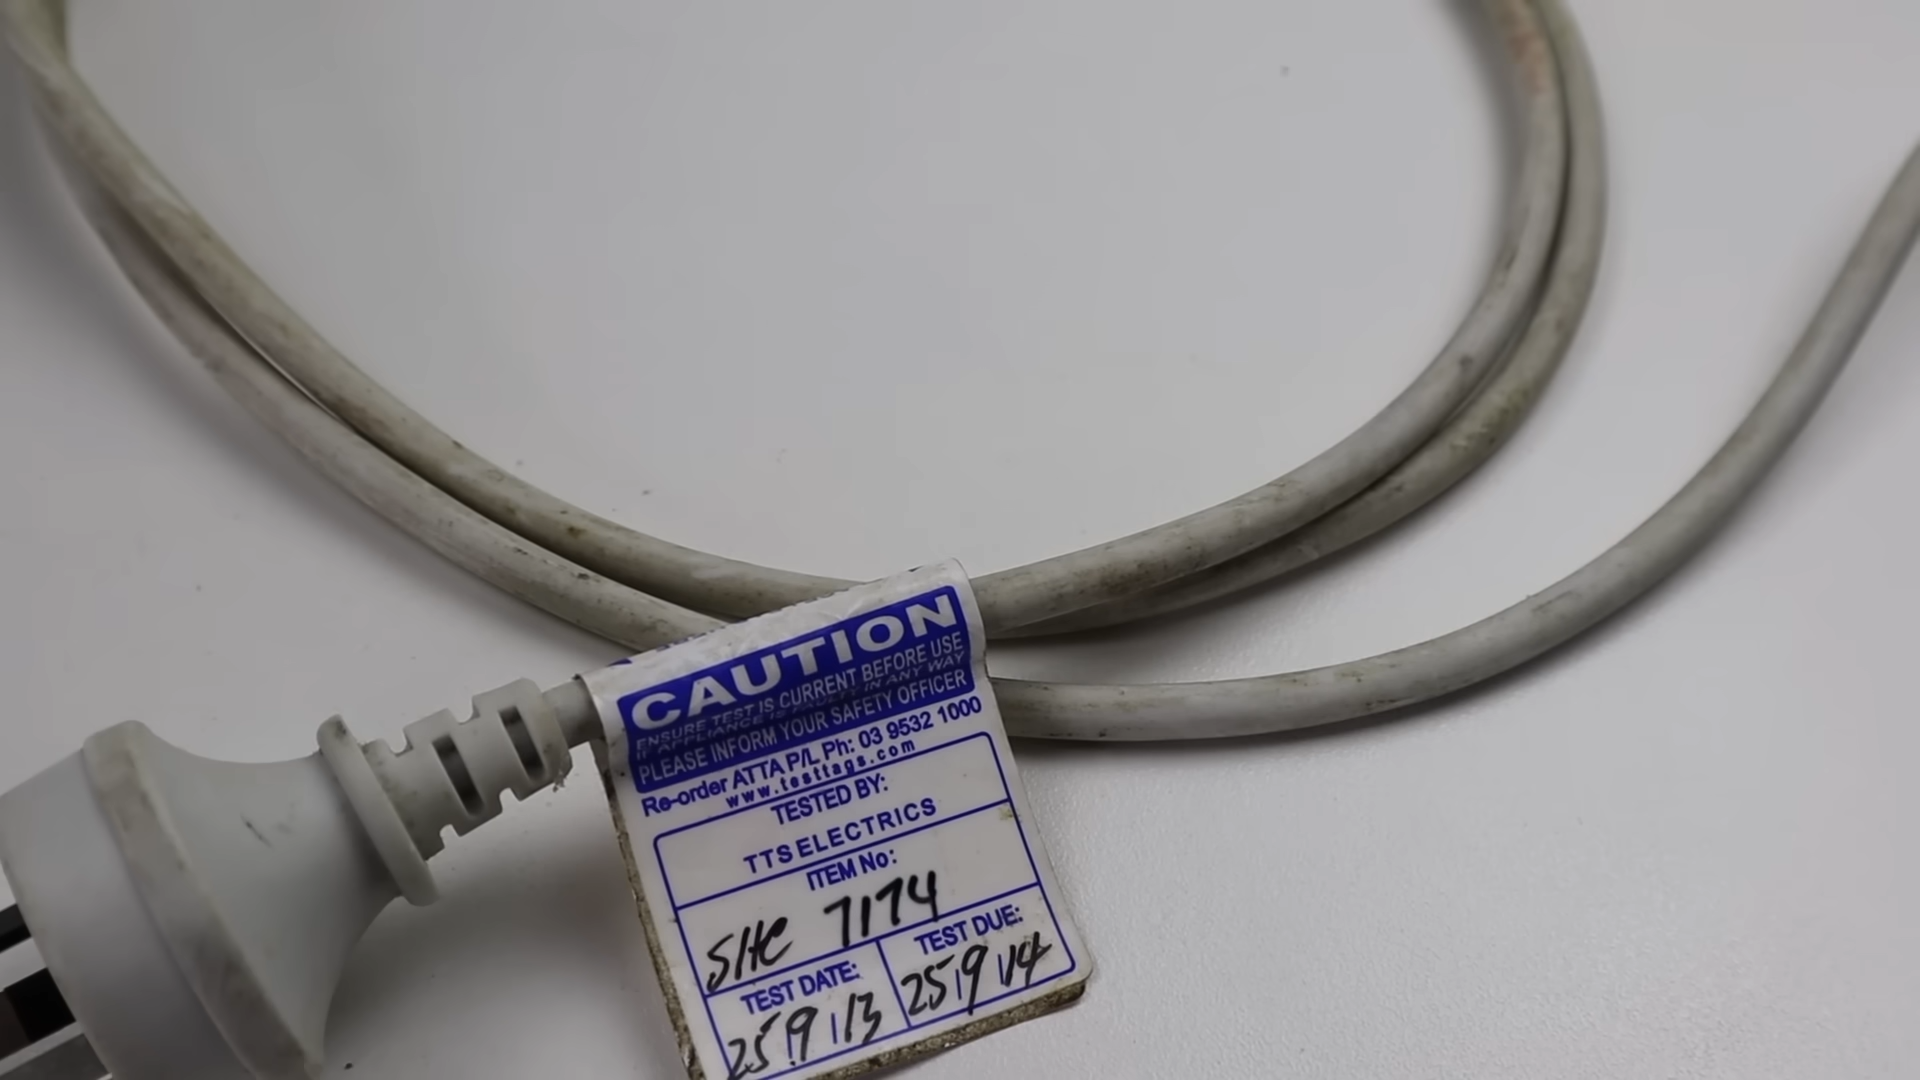 CAUTION
ENSURE TEST IS CURRENT BEFORE USE
IF APPLIANCE IS FAULTY IN ANY WAY
PLEASE INFORM YOUR SAFETY OFFICER
Re-order ATTA P/L Ph: 03 9532 1000
www.testtags.com
TESTED BY:
TTS ELECTRICS
ITEM No:
SHC 7174
TEST DATE: TEST DUE:
25/9/13 25/9/14